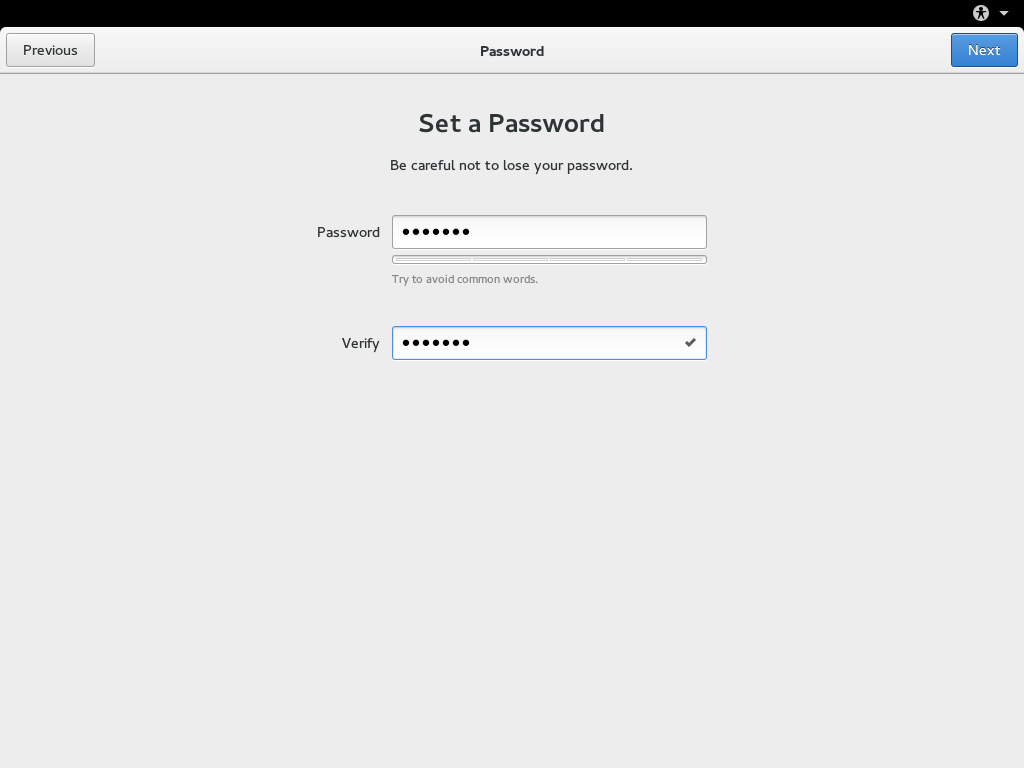 Previous
Password
Next
Set a Password
Be careful not to lose your password.
Password
●●●●●●●
Try to avoid common words.
Verify
●●●●●●●